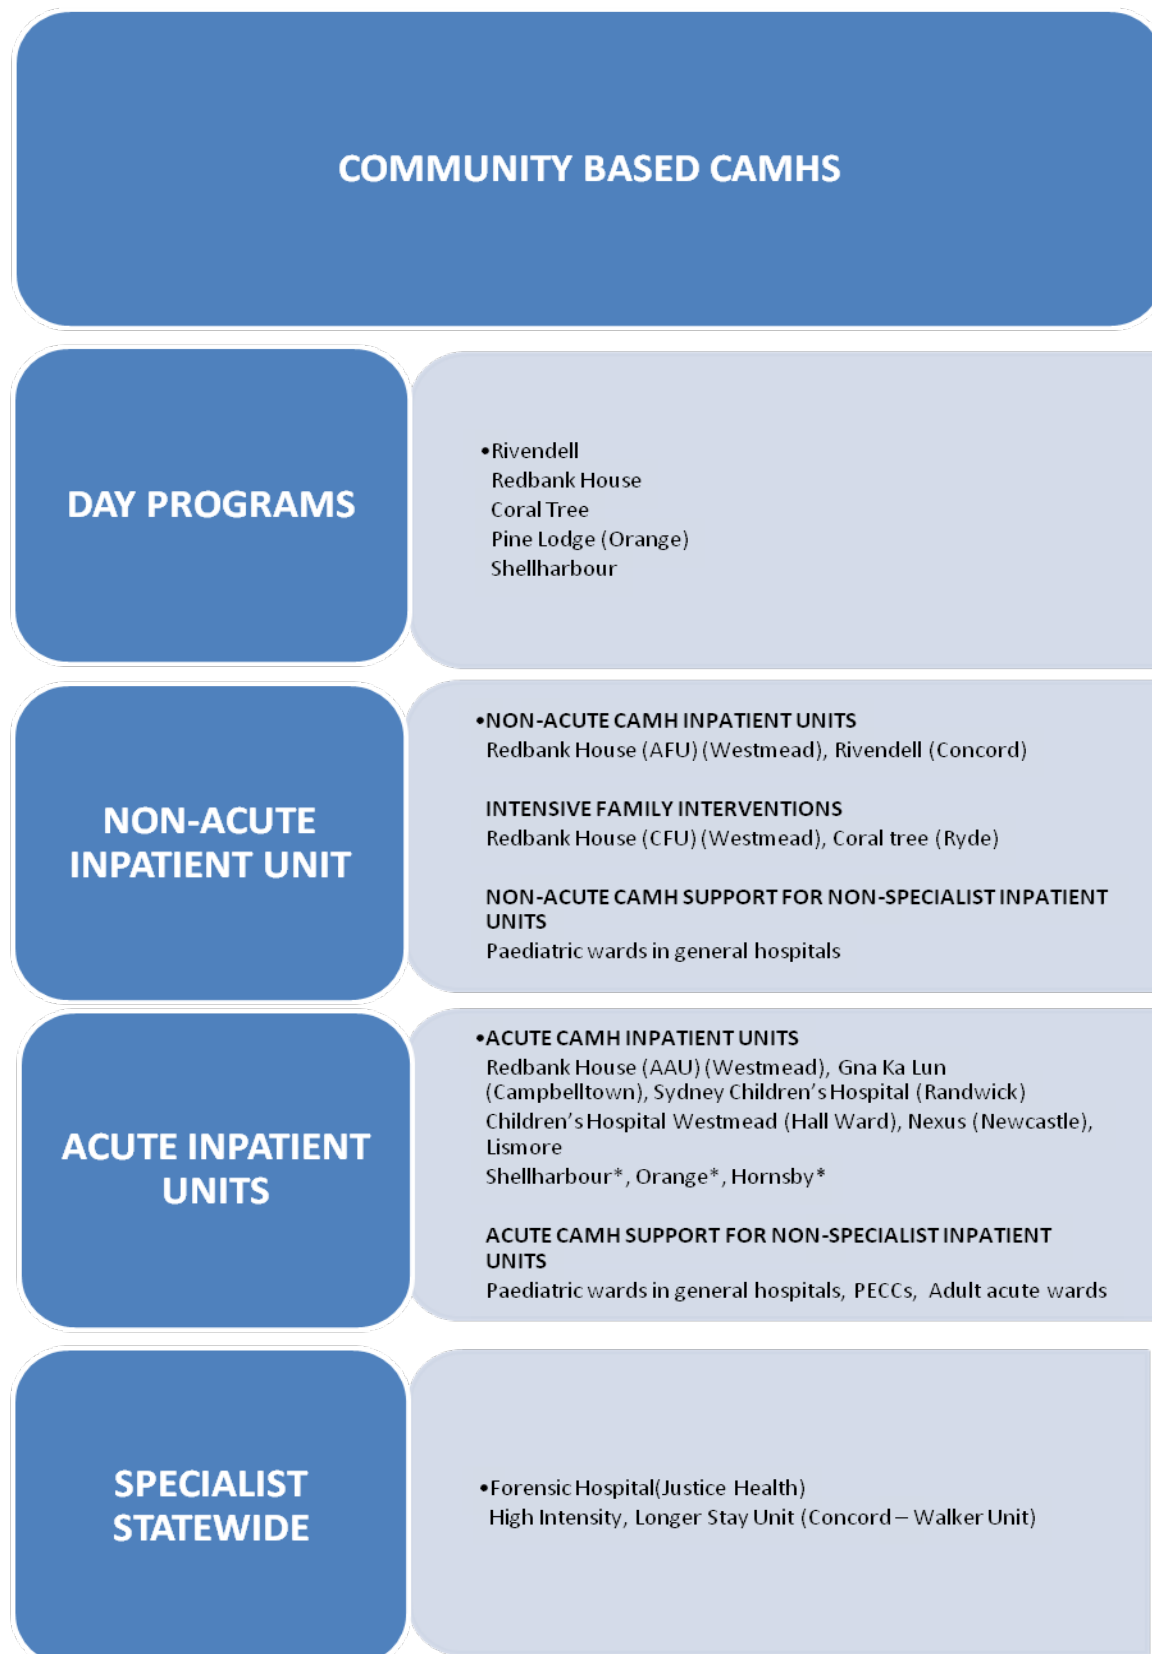 COMMUNITY BASED CAMHS
DAY PROGRAMS
•Rivendell
Redbank House
Coral Tree
Pine Lodge (Orange)
Shellharbour
NON-ACUTE
INPATIENT UNIT
•NON-ACUTE CAMH INPATIENT UNITS
Redbank House (AFU) (Westmead), Rivendell (Concord)
INTENSIVE FAMILY INTERVENTIONS
Redbank House (CFU) (Westmead), Coral tree (Ryde)
NON-ACUTE CAMH SUPPORT FOR NON-SPECIALIST INPATIENT
UNITS
Paediatric wards in general hospitals
ACUTE INPATIENT
UNITS
•ACUTE CAMH INPATIENT UNITS
Redbank House (AAU) (Westmead), Gna Ka Lun
(Campbelltown), Sydney Children's Hospital (Randwick)
Children's Hospital Westmead (Hall Ward), Nexus (Newcastle),
Lismore
Shellharbour*, Orange*, Hornsby*
ACUTE CAMH SUPPORT FOR NON-SPECIALIST INPATIENT
UNITS
Paediatric wards in general hospitals, PECCs, Adult acute wards
SPECIALIST
STATEWIDE
•Forensic Hospital(Justice Health)
High Intensity, Longer Stay Unit (Concord – Walker Unit)